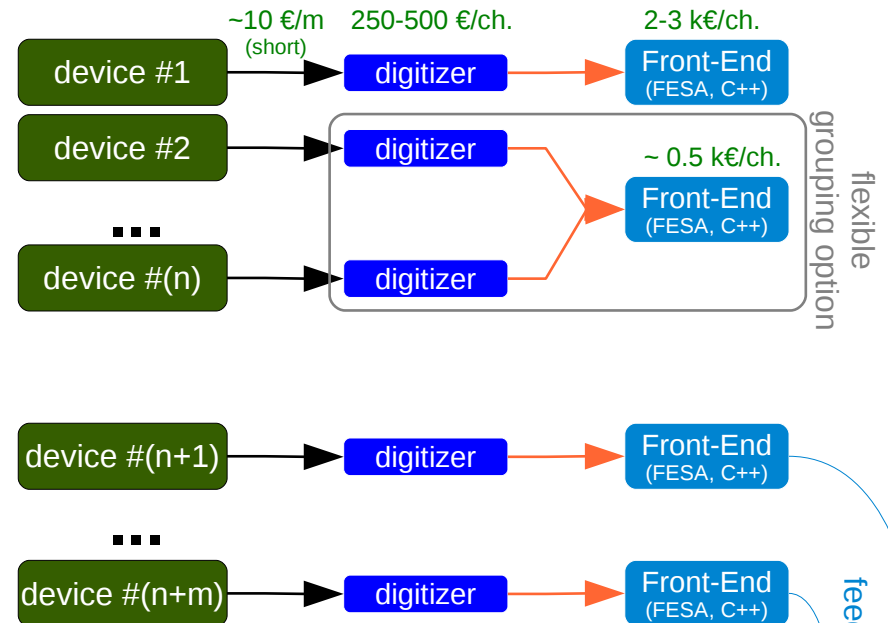 ~10 €/m
(short)
250-500 €/ch.
2-3 k€/ch.
device #1
digitizer
Front-End
(FESA, C++)
device #2
digitizer
~ 0.5 k€/ch.
Front-End
(FESA, C++)
...
device #(n)
digitizer
flexible
grouping option
device #(n+1)
digitizer
Front-End
(FESA, C++)
...
device #(n+m)
digitizer
Front-End
(FESA, C++)